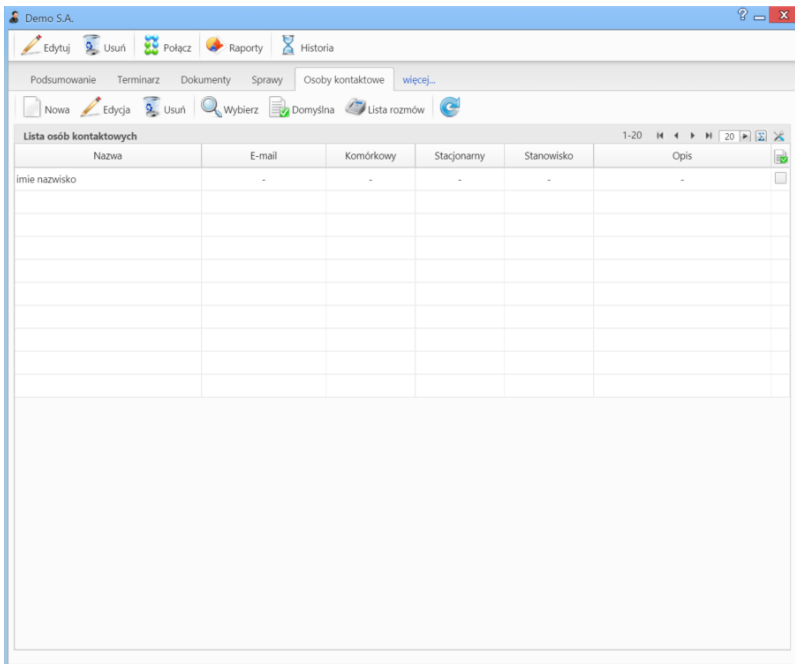 Demo S.A.
Edytuj Usuń Połącz Raporty Historia
Podsumowanie Terminarz Dokumenty Sprawy Osoby kontaktowe więcej...
Nowa Edycja Usuń Wybierz Domyślna Lista rozmów
Lista osób kontaktowych 1-20 20
Nazwa E-mail Komórkowy Stacjonarny Stanowisko Opis
imie nazwisko - - - - -